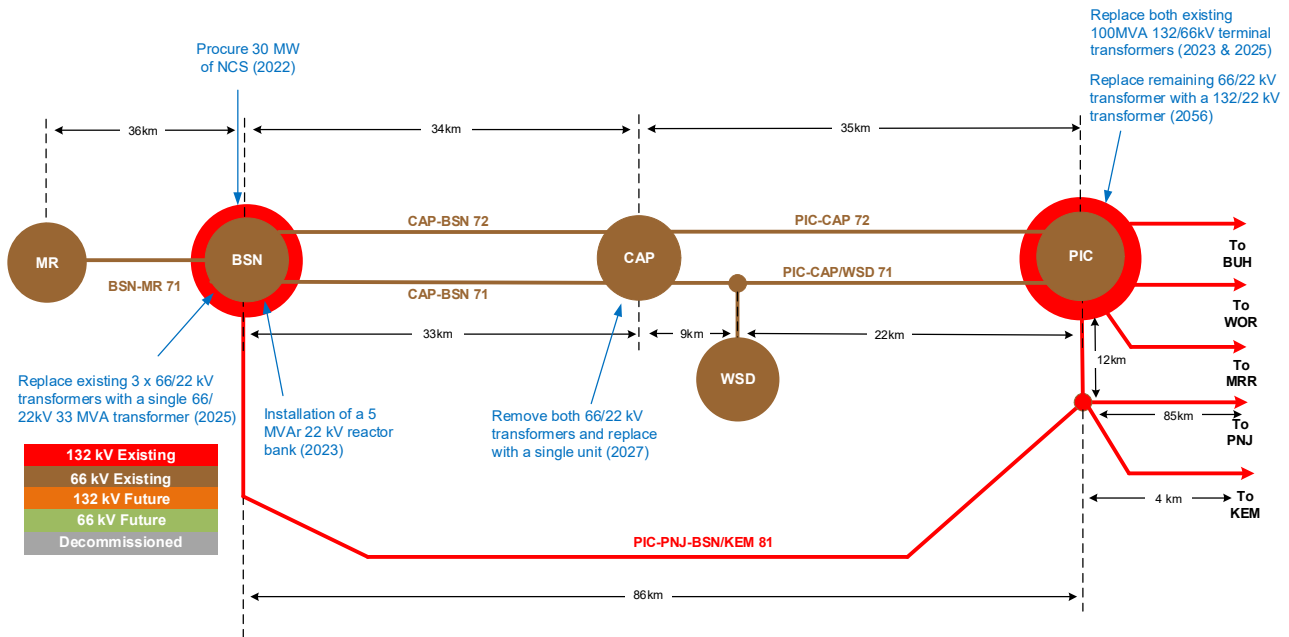 Replace both existing
100MVA 132/66kV terminal
transformers (2023 & 2025)
Replace remaining 66/22 kV
transformer with a 132/22 kV
transformer (2056)
Procure 30 MW
of NCS (2022)
36km
34km
35km
CAP-BSN 72
PIC-CAP 72
MR
BSN
CAP
PIC
To
BUH
BSN-MR 71
CAP-BSN 71
PIC-CAP/WSD 71
To
WOR
33km
9km
22km
12km
To
MRR
WSD
Replace existing 3 x 66/22 kV
transformers with a single 66/
22kV 33 MVA transformer (2025)
Installation of a 5
MVAr 22 kV reactor
bank (2023)
Remove both 66/22 kV
transformers and replace
with a single unit (2027)
85km
To
PNJ
132 kV Existing
66 kV Existing
132 kV Future
66 kV Future
Decommissioned
4 km
To
KEM
PIC-PNJ-BSN/KEM 81
86km